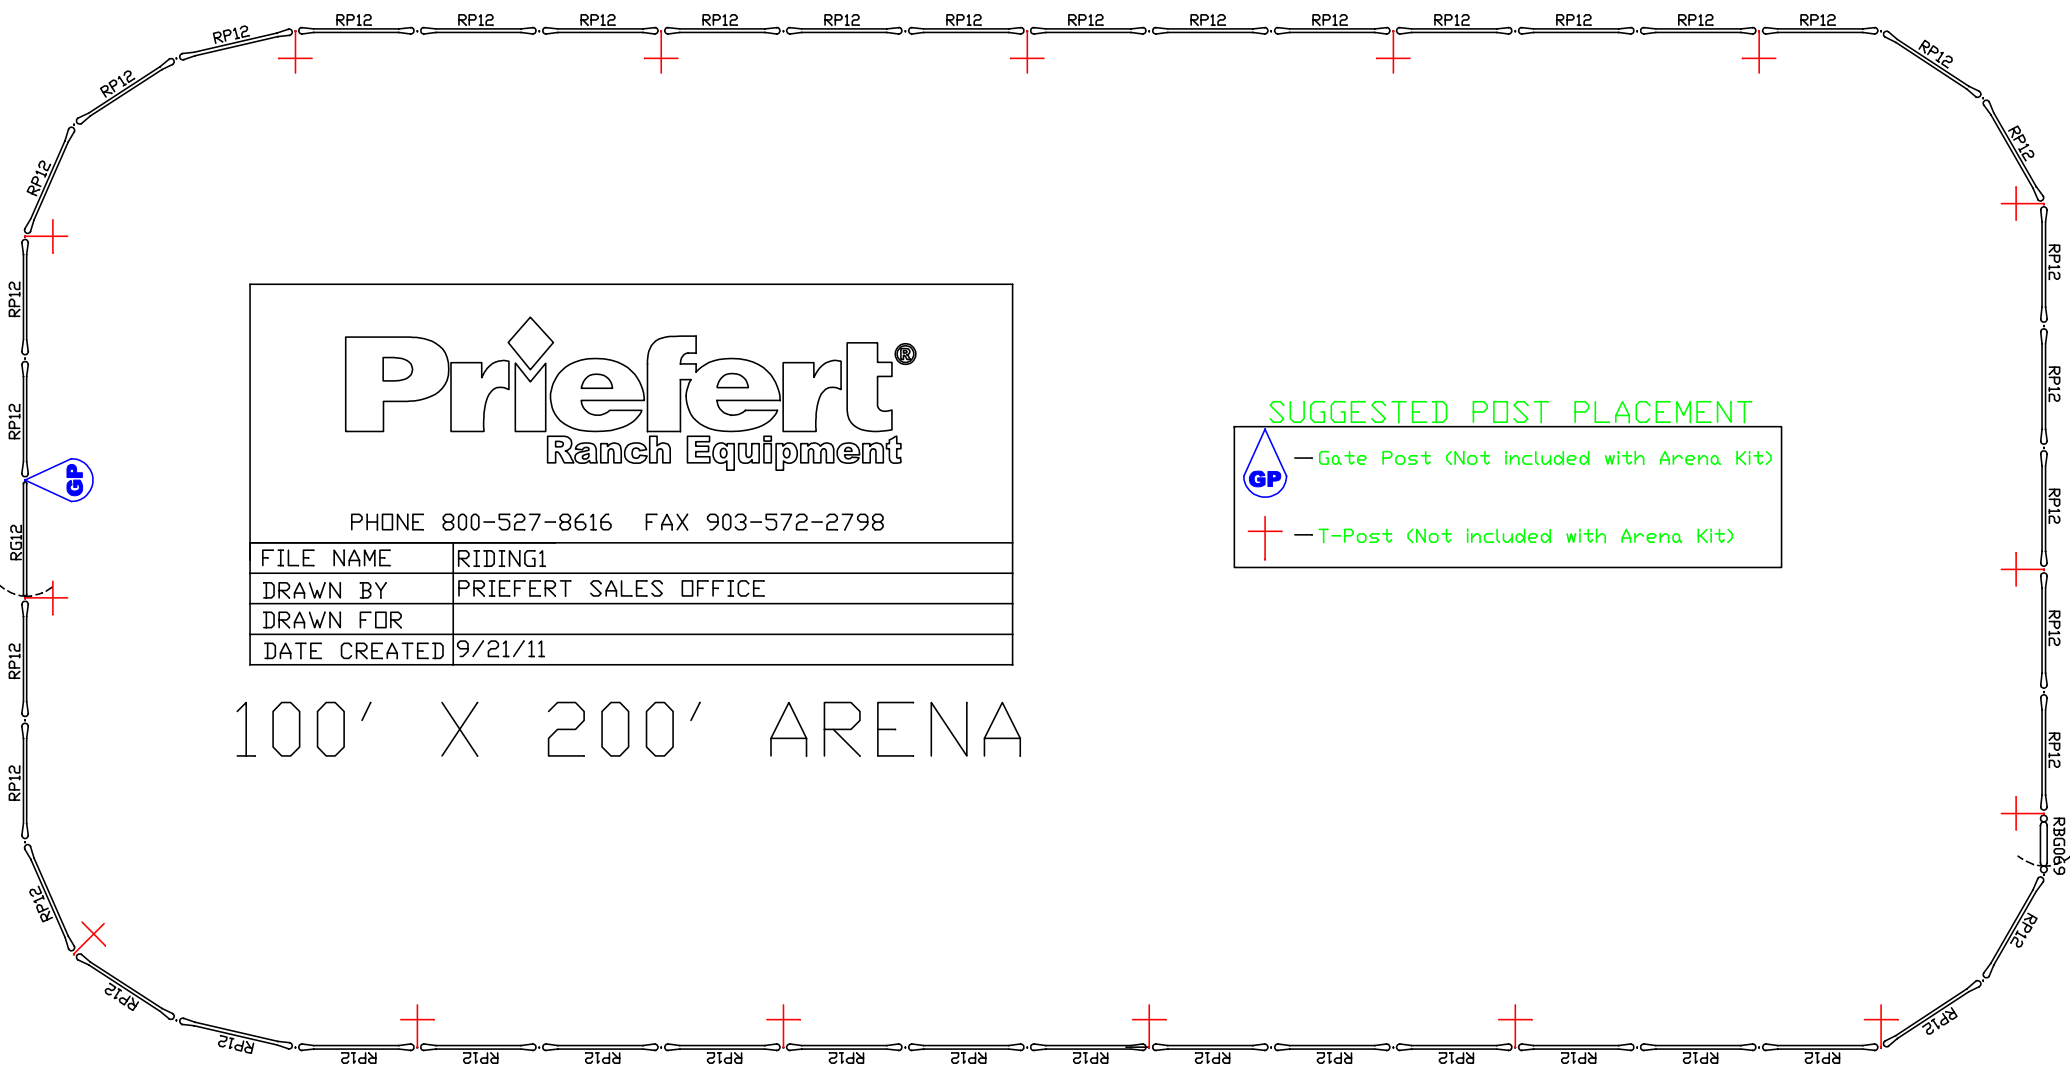 RP12 RP12 RP12 RP12 RP12 RP12 RP12 RP12 RP12 RP12 RP12 RP12 RP12 RP12
RP12
RP12
RP12
RP12
RP12
RP12
RP12
RG12
RP12
RP12
Priefert®
Ranch Equipment
PHONE 800-527-8616 FAX 903-572-2798
FILE NAME RIDING1
DRAWN BY PRIEFERT SALES OFFICE
DRAWN FOR
DATE CREATED 9/21/11
100' X 200' ARENA
SUGGESTED POST PLACEMENT
GP
GP – Gate Post (Not included with Arena Kit)
– T-Post (Not included with Arena Kit)
RP12
RP12
RP12
RP12
RP12
RBG069
RP12
RP12
RP12
RP12
RP12
RP12 RP12 RP12 RP12 RP12 RP12 RP12 RP12 RP12 RP12 RP12 RP12 RP12